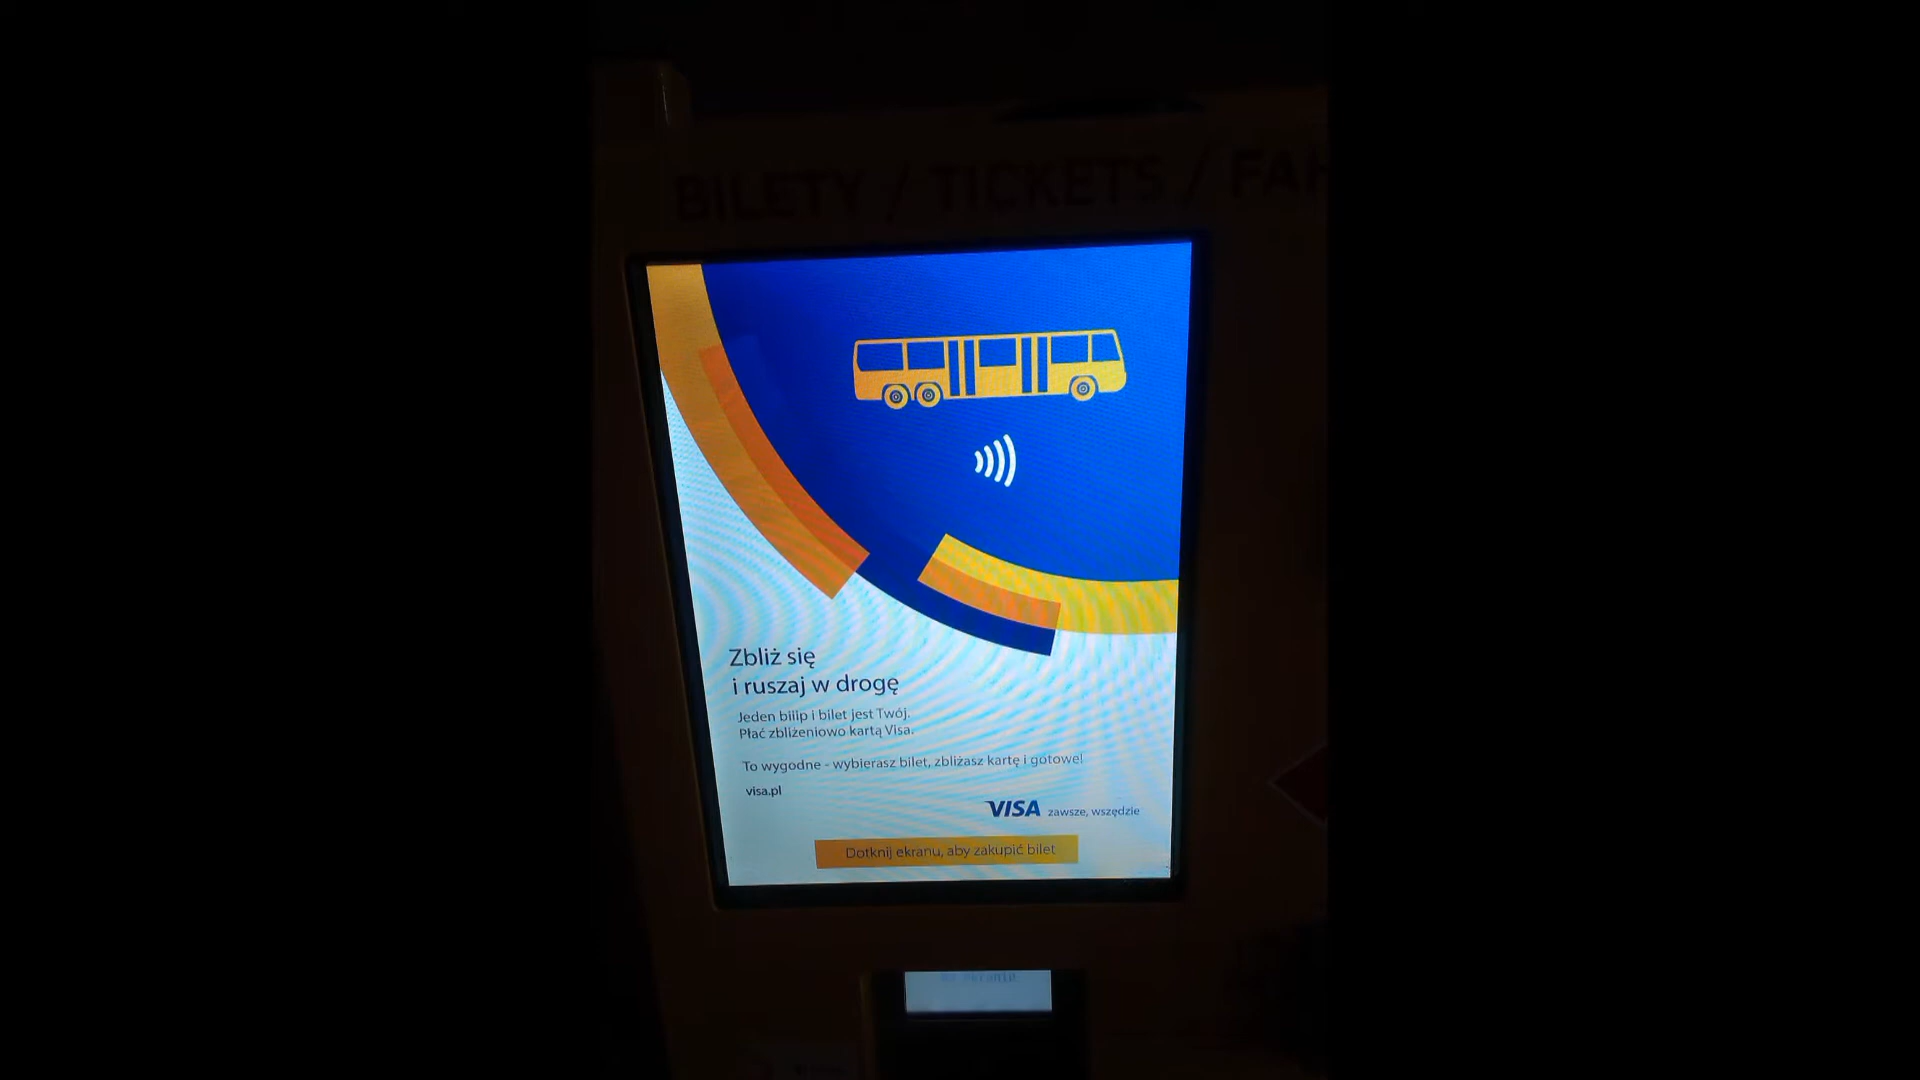 BILETY / TICKETS / FAH
Zbliż się
i ruszaj w drogę
Jeden biiip i bilet jest Twój.
Płać zbliżeniowo kartą Visa.
To wygodne - wybierasz bilet, zbliżasz kartę i gotowe!
visa.pl
VISA zawsze, wszędzie
Dotknij ekranu, aby zakupić bilet